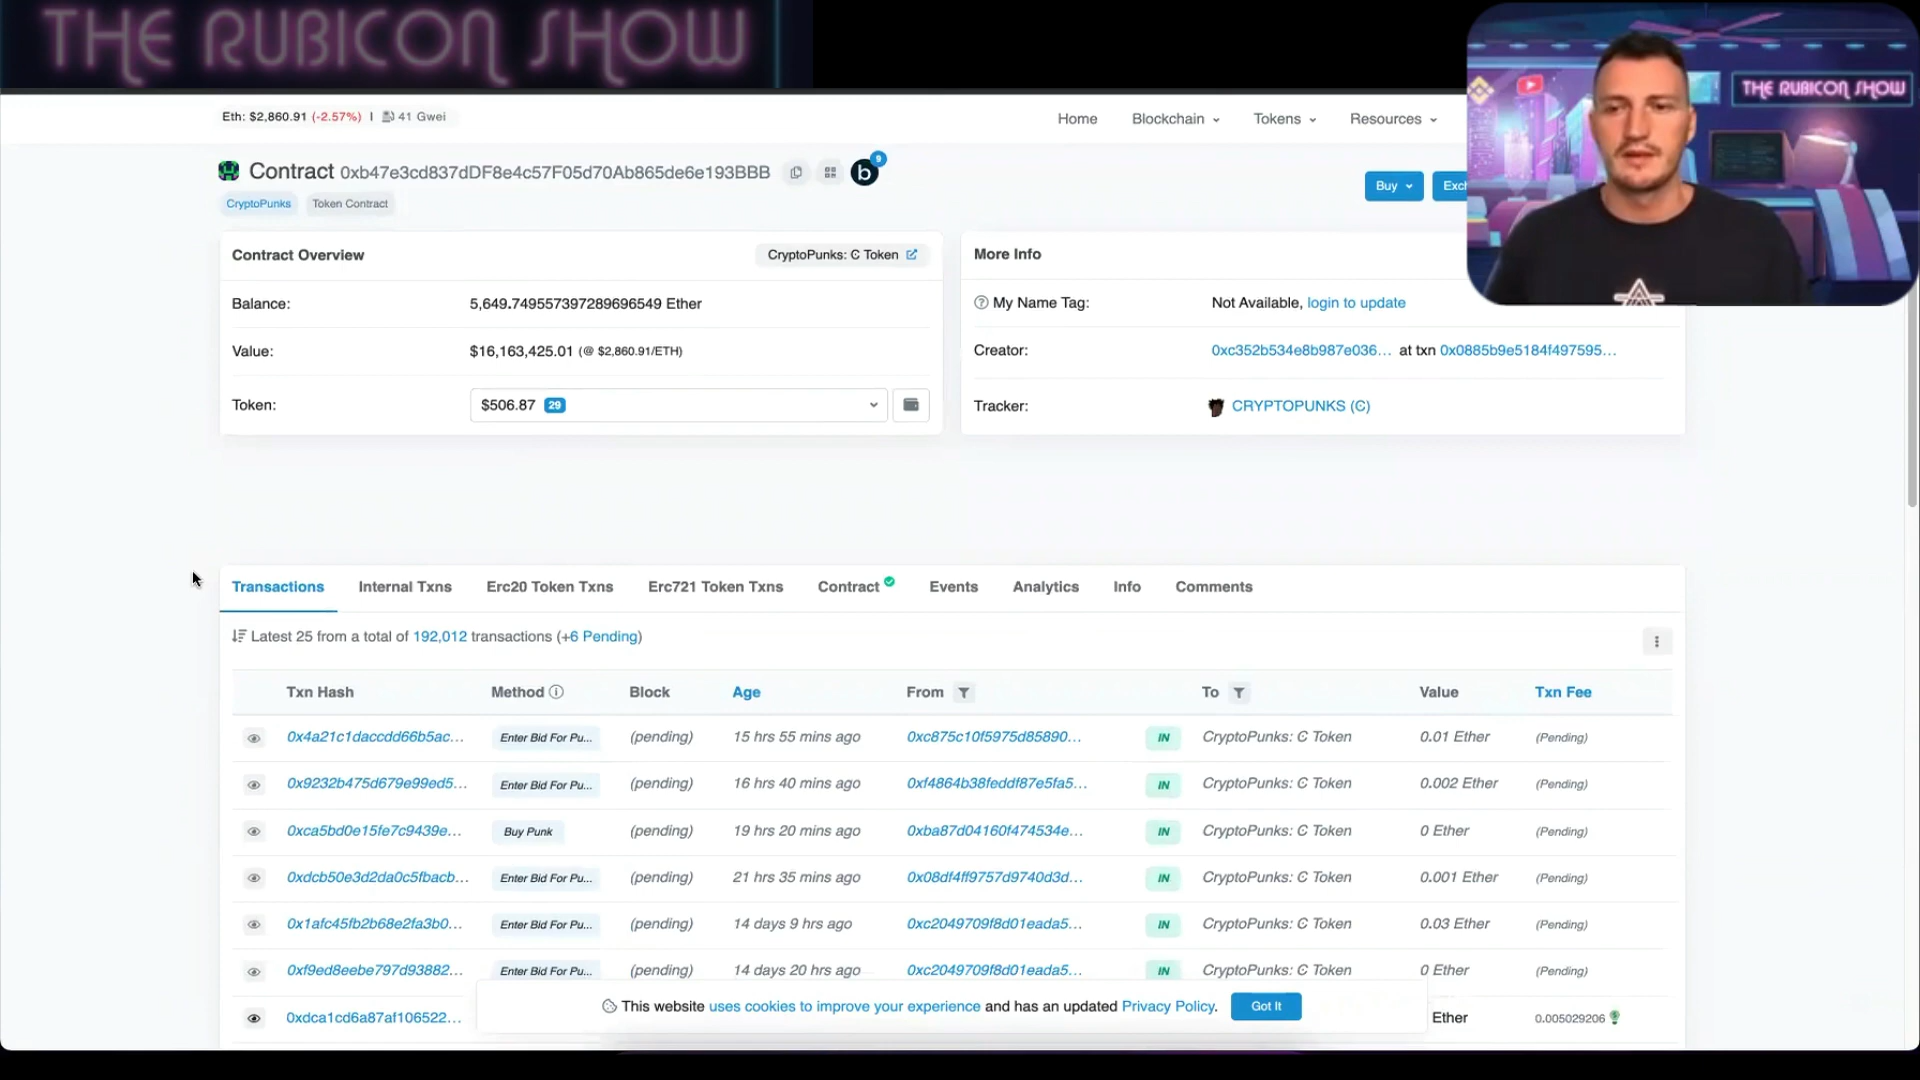 THE RUBICON SHOW
THE RUBICON SHOW
Eth: $2,860.91 (-2.57%) | 41 Gwei
Home Blockchain Tokens Resources
Contract 0xb47e3cd837dDF8e4c57F05d70Ab865de6e193BBB b 9
CryptoPunks Token Contract
Buy Exch
Contract Overview CryptoPunks: Ͼ Token
Balance: 5,649.749557397289696549 Ether
Value: $16,163,425.01 (@ $2,860.91/ETH)
Token: $506.87 29
More Info
My Name Tag: Not Available, login to update
Creator: 0xc352b534e8b987e036... at txn 0x0885b9e5184f497595...
Tracker: CRYPTOPUNKS (Ͼ)
Transactions Internal Txns Erc20 Token Txns Erc721 Token Txns Contract Events Analytics Info Comments
Latest 25 from a total of 192,012 transactions (+6 Pending)
Txn Hash Method Block Age From To Value Txn Fee
0x4a21c1daccdd66b5ac... Enter Bid For Pu... (pending) 15 hrs 55 mins ago 0xc875c10f5975d85890... IN CryptoPunks: Ͼ Token 0.01 Ether (Pending)
0x9232b475d679e99ed5... Enter Bid For Pu... (pending) 16 hrs 40 mins ago 0xf4864b38feddf87e5fa5... IN CryptoPunks: Ͼ Token 0.002 Ether (Pending)
0xca5bd0e15fe7c9439e... Buy Punk (pending) 19 hrs 20 mins ago 0xba87d04160f474534e... IN CryptoPunks: Ͼ Token 0 Ether (Pending)
0xdcb50e3d2da0c5fbacb... Enter Bid For Pu... (pending) 21 hrs 35 mins ago 0x08df4ff9757d9740d3d... IN CryptoPunks: Ͼ Token 0.001 Ether (Pending)
0x1afc45fb2b68e2fa3b0... Enter Bid For Pu... (pending) 14 days 9 hrs ago 0xc2049709f8d01eada5... IN CryptoPunks: Ͼ Token 0.03 Ether (Pending)
0xf9ed8eebe797d93882... Enter Bid For Pu... (pending) 14 days 20 hrs ago 0xc2049709f8d01eada5... IN CryptoPunks: Ͼ Token 0 Ether (Pending)
0xdca1cd6a87af106522... Ether 0.005029206
This website uses cookies to improve your experience and has an updated Privacy Policy. Got It